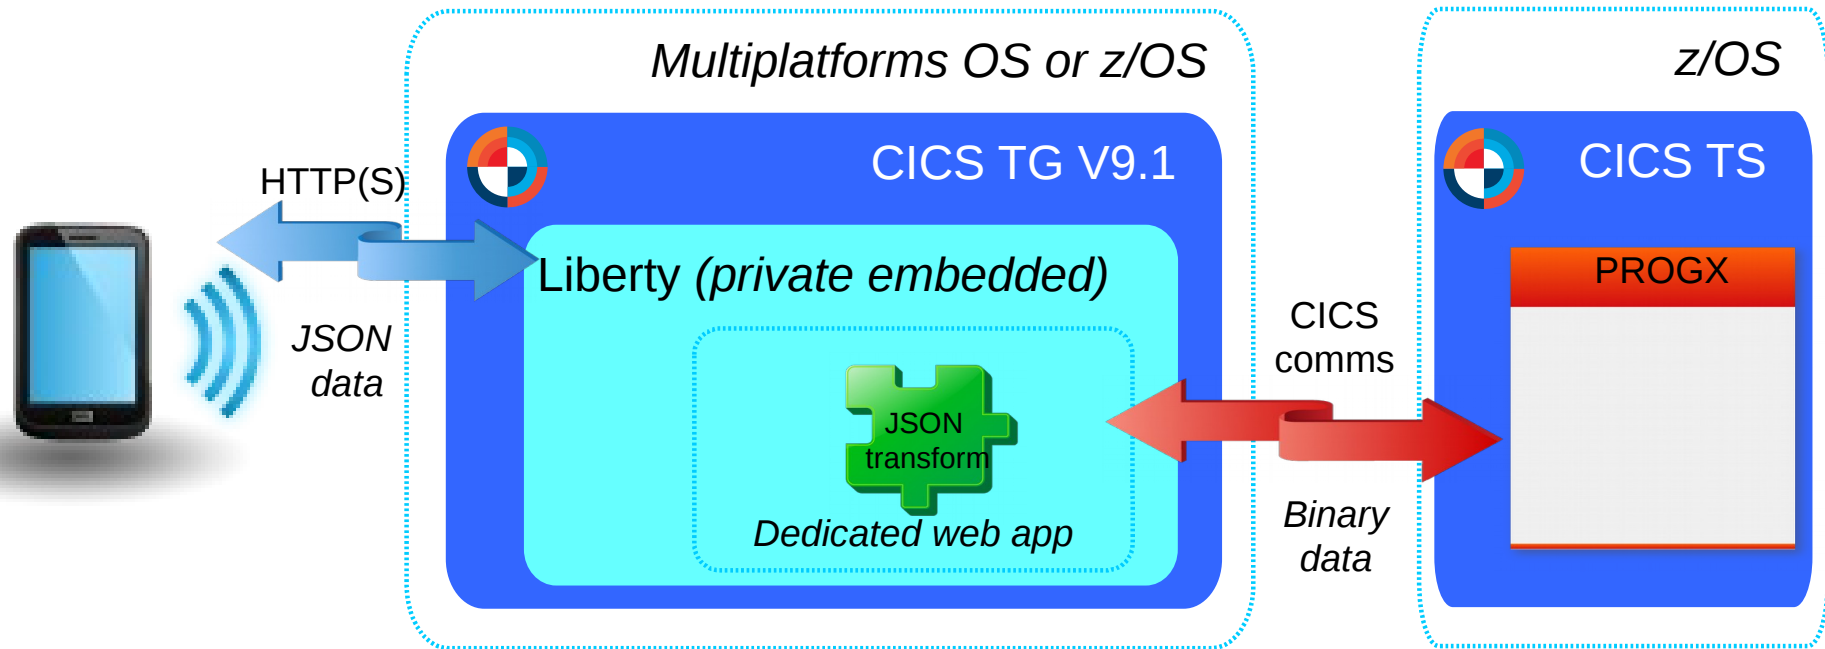 Multiplatforms OS or z/OS
z/OS
CICS TG V9.1
CICS TS
HTTP(S)
Liberty (private embedded)
PROGX
JSON
data
CICS
comms
JSON
transform
Dedicated web app
Binary
data